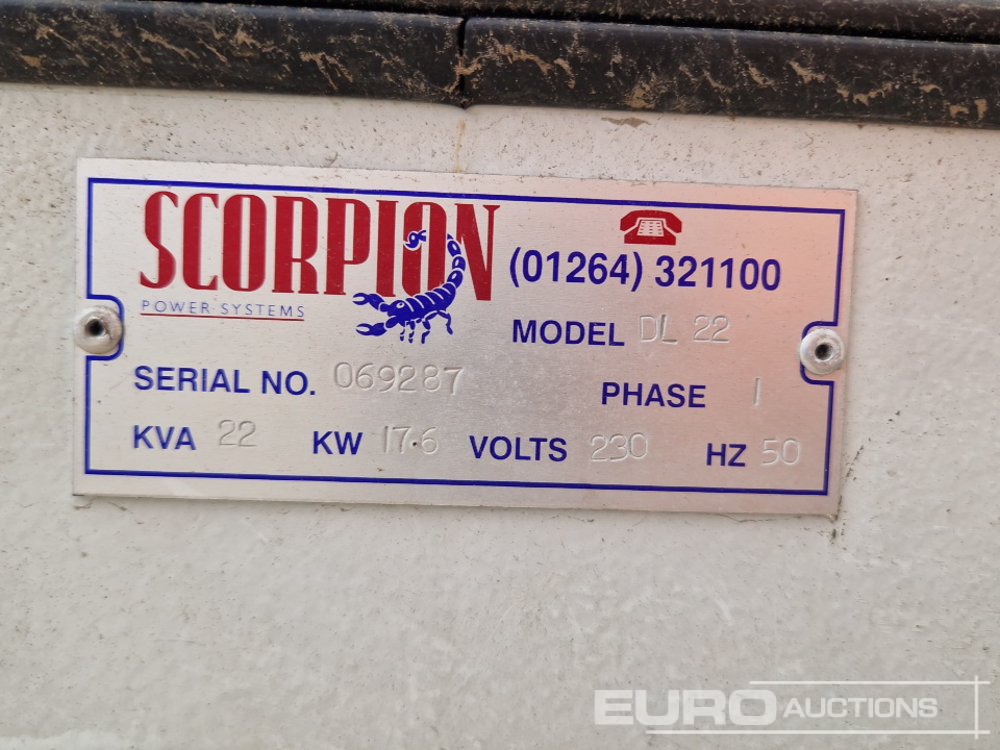 SCORPION
POWER SYSTEMS
(01264) 321100
MODEL DL 22
SERIAL NO. 069287
PHASE 1
KVA 22 KW 17.6 VOLTS 230 HZ 50
EURO AUCTIONS